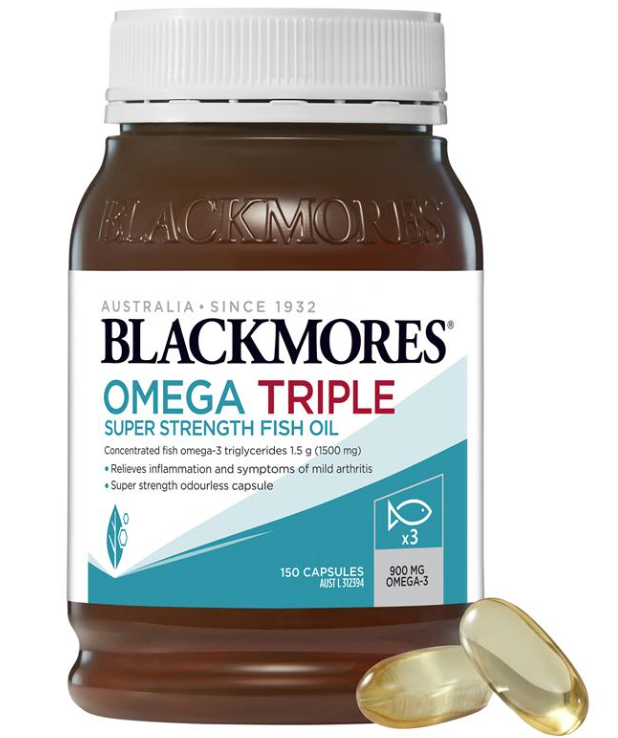 BLACKMORES
AUSTRALIA • SINCE 1932
BLACKMORES®
OMEGA TRIPLE
SUPER STRENGTH FISH OIL
Concentrated fish omega-3 triglycerides 1.5 g (1500 mg)
• Relieves inflammation and symptoms of mild arthritis
• Super strength odourless capsule
x3
150 CAPSULES
AUST L 312394
900 MG
OMEGA-3